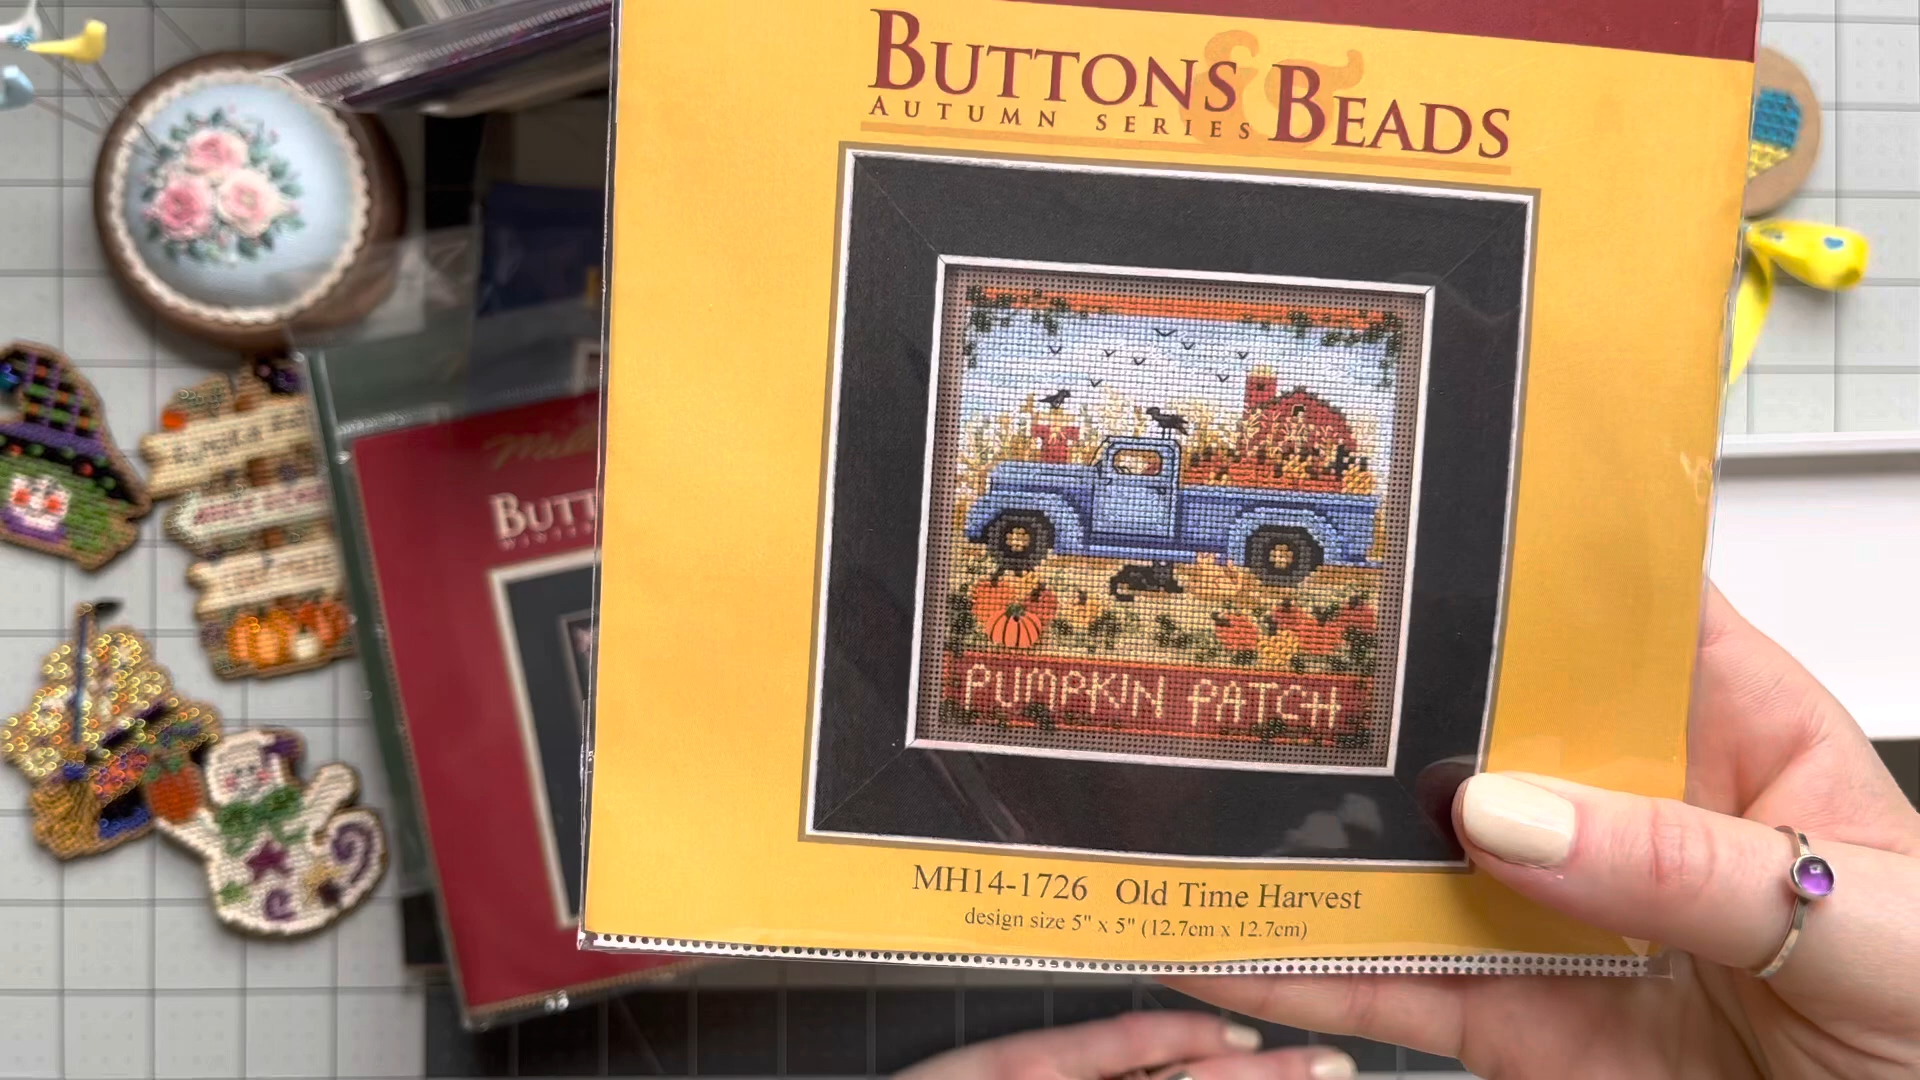 BUTTONS & BEADS
AUTUMN SERIES
PUMPKIN PATCH
MH14-1726 Old Time Harvest
design size 5" x 5" (12.7cm x 12.7cm)
Mill
BUTT